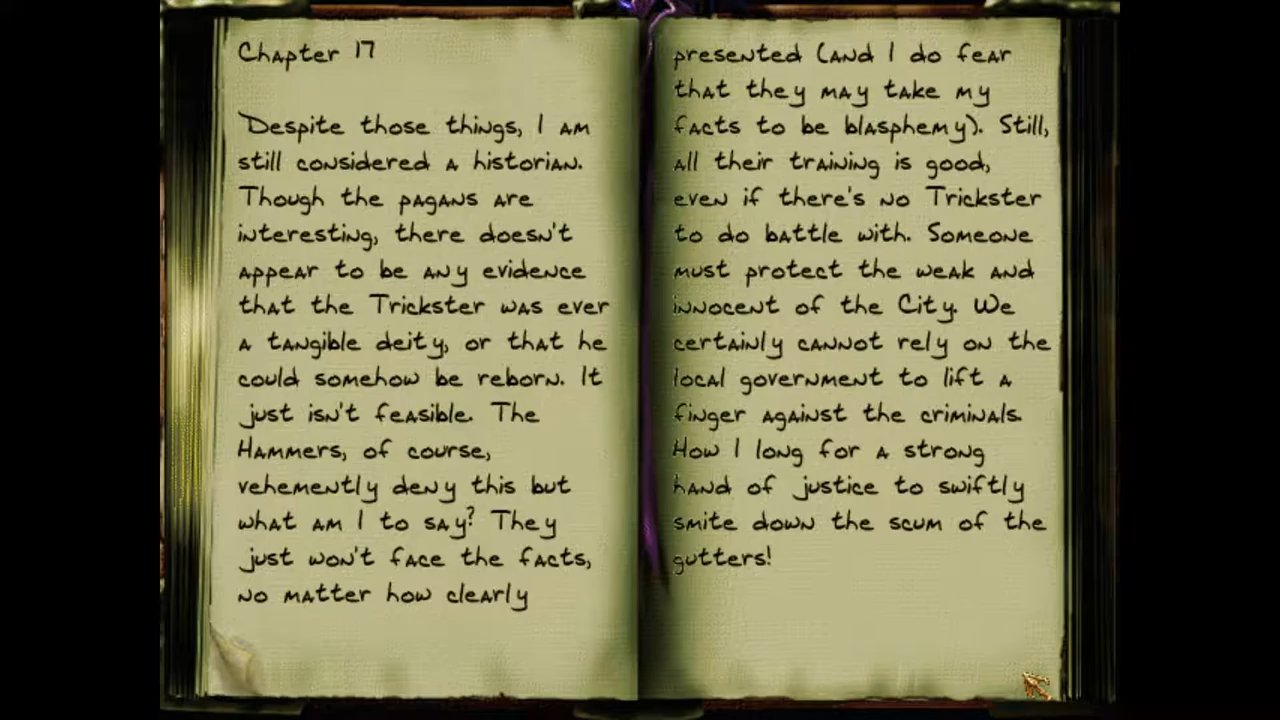 Chapter 17
Despite those things, I am
still considered a historian.
Though the pagans are
interesting, there doesn't
appear to be any evidence
that the Trickster was ever
a tangible deity, or that he
could somehow be reborn. It
just isn't feasible. The
Hammers, of course,
vehemently deny this but
what am I to say? They
just won't face the facts,
no matter how clearly
presented (and I do fear
that they may take my
facts to be blasphemy). Still,
all their training is good,
even if there's no Trickster
to do battle with. Someone
must protect the weak and
innocent of the City. We
certainly cannot rely on the
local government to lift a
finger against the criminals.
How I long for a strong
hand of justice to swiftly
smite down the scum of the
gutters!